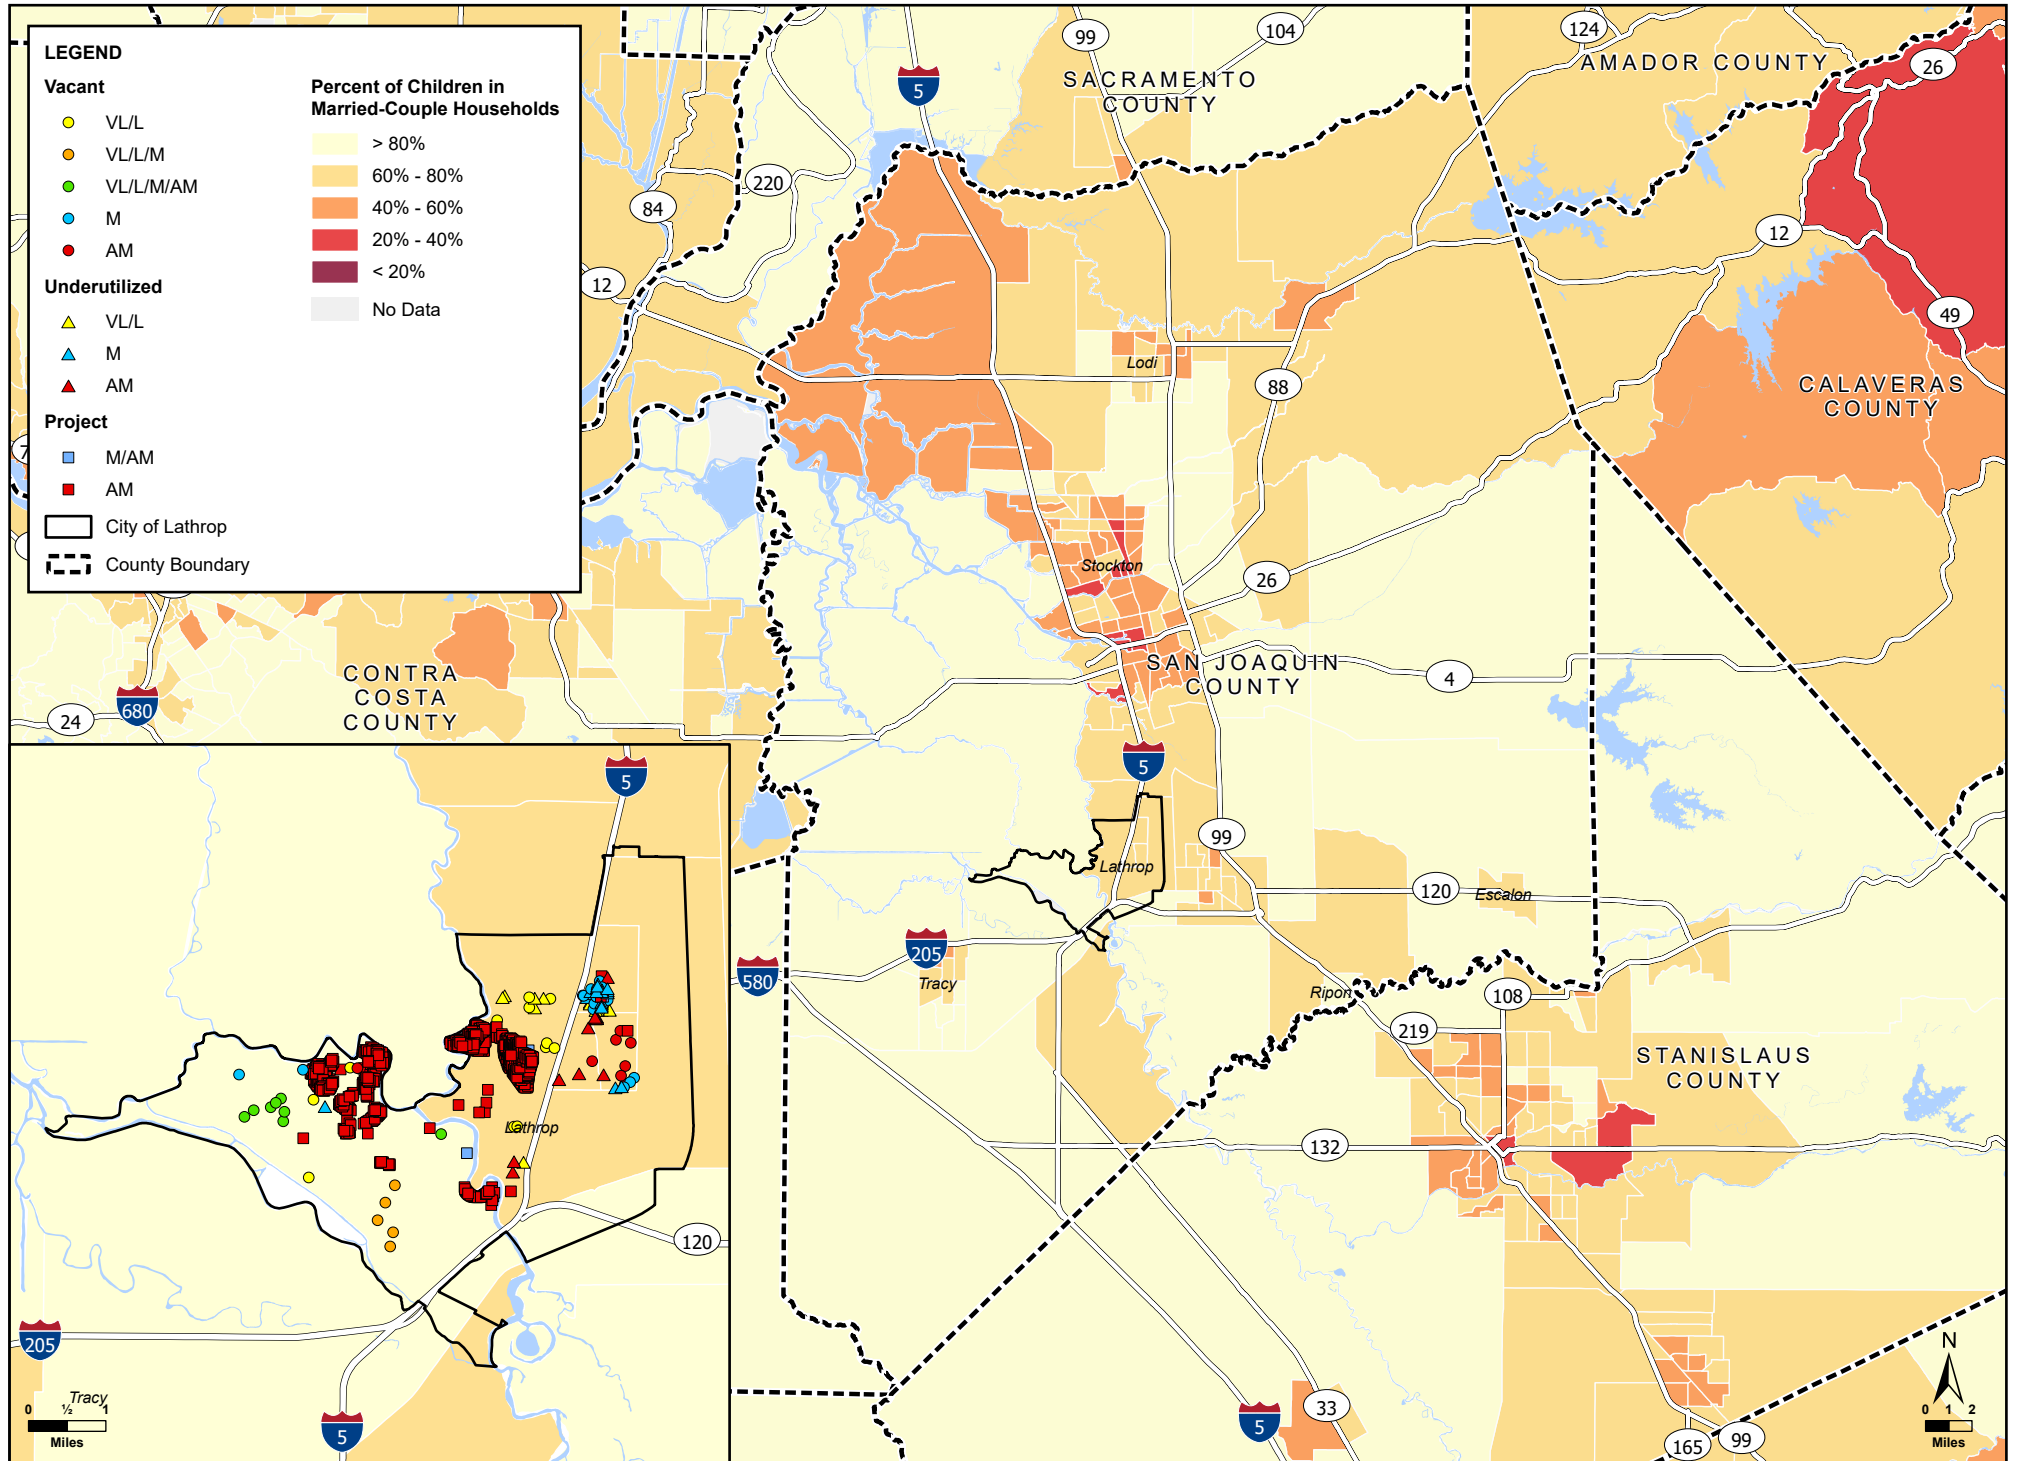 LEGEND
Vacant
VL/L
VL/L/M
VL/L/M/AM
M
AM
Underutilized
VL/L
M
AM
Project
M/AM
AM
City of Lathrop
County Boundary
Percent of Children in
Married-Couple Households
> 80%
60% - 80%
40% - 60%
20% - 40%
< 20%
No Data
99
104
124
26
5
SACRAMENTO
COUNTY
AMADOR COUNTY
220
84
12
12
49
88
Lodi
CALAVERAS
COUNTY
Stockton
26
CONTRA
COSTA
COUNTY
SAN JOAQUIN
COUNTY
4
680
24
5
99
Lathrop
120
Escalon
205
580
Tracy
Ripon
108
219
STANISLAUS
COUNTY
132
33
5
165
99
N
0 1 2
Miles
5
Lathrop
120
205
Tracy
0 ½ 1
Miles
5